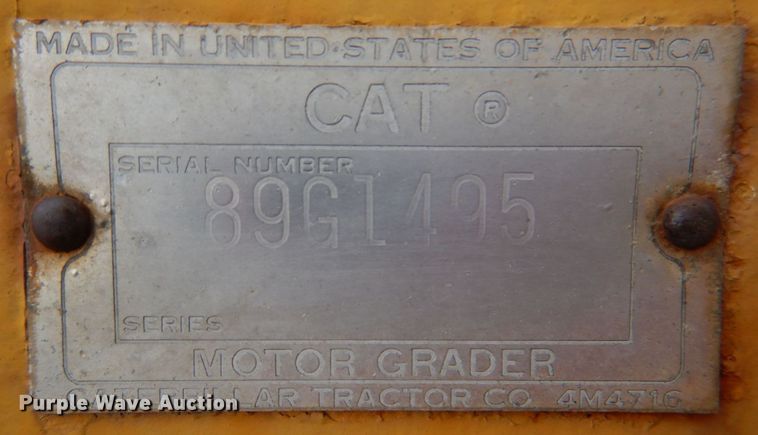 MADE IN UNITED STATES OF AMERICA
CAT ®
SERIAL NUMBER
89G1495
SERIES
MOTOR GRADER
CATERPILLAR TRACTOR CO. 4M4716
Purple Wave Auction